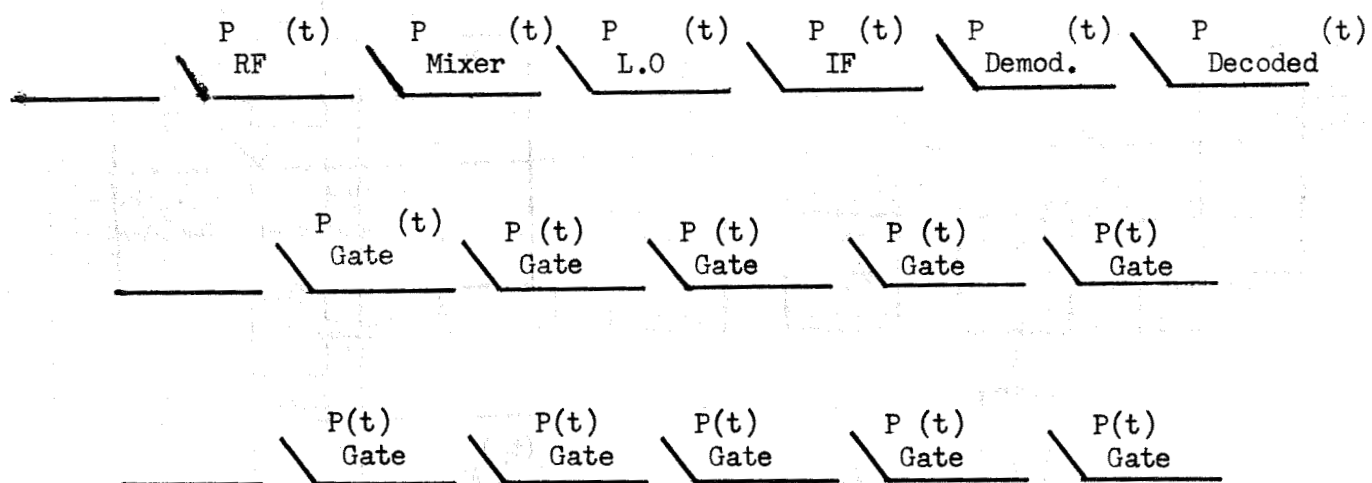 P (t) P (t) P (t) P (t) P (t) P (t)
RF Mixer L.O IF Demod. Decoded
P (t) P (t) P (t) P (t) P(t)
Gate Gate Gate Gate Gate
P(t) P(t) P(t) P (t) P(t)
Gate Gate Gate Gate Gate